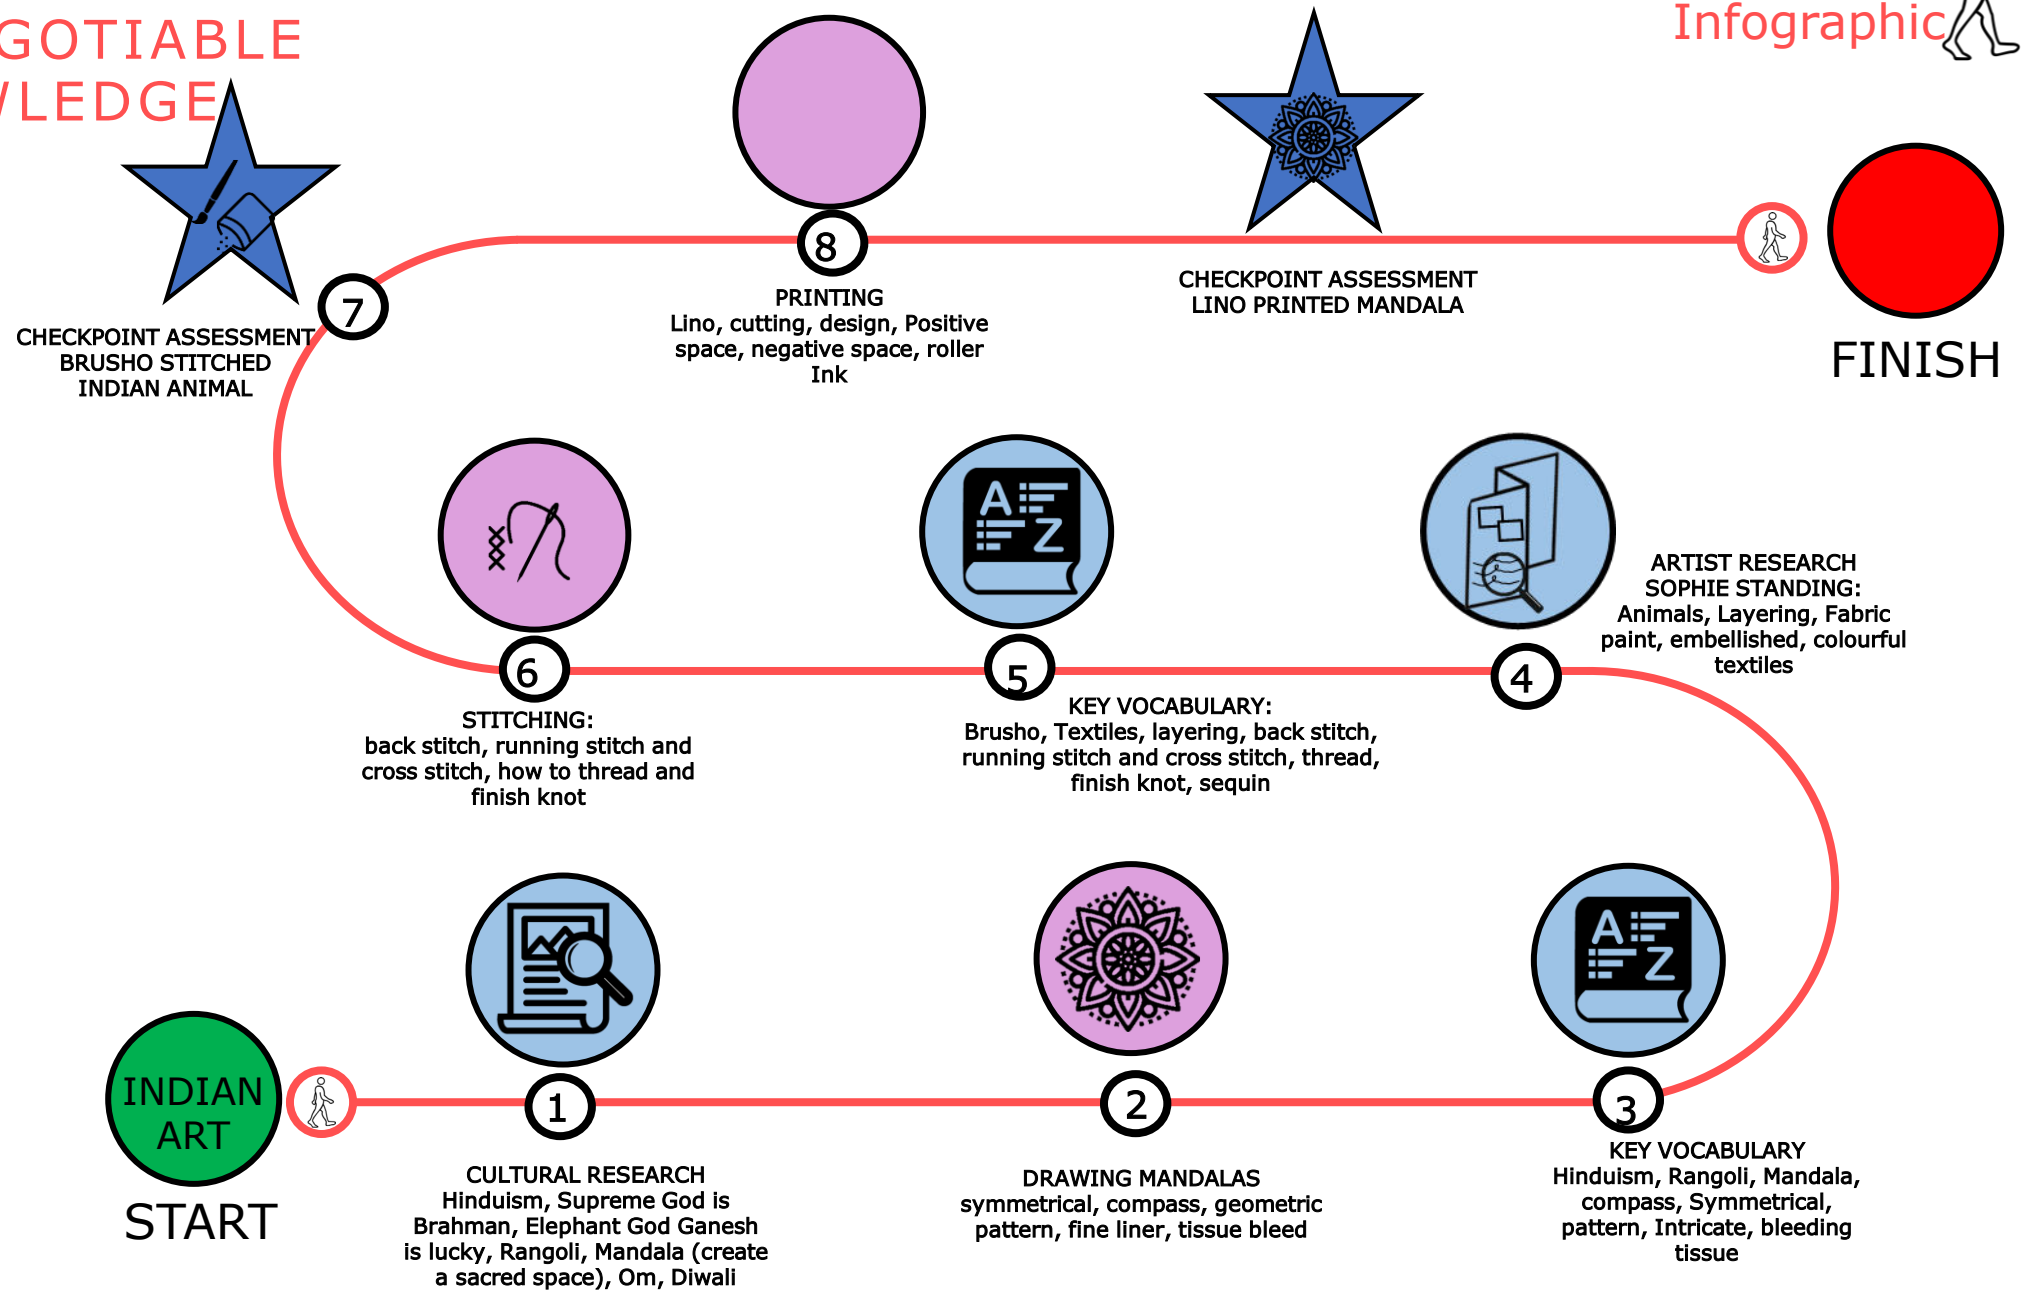 GOTIABLE
WLEDGE
Infographic
8
PRINTING
Lino, cutting, design, Positive
space, negative space, roller
Ink
CHECKPOINT ASSESSMENT
LINO PRINTED MANDALA
FINISH
7
CHECKPOINT ASSESSMENT
BRUSHO STITCHED
INDIAN ANIMAL
6
STITCHING:
back stitch, running stitch and
cross stitch, how to thread and
finish knot
A
Z
5
KEY VOCABULARY:
Brusho, Textiles, layering, back stitch,
running stitch and cross stitch, thread,
finish knot, sequin
4
ARTIST RESEARCH
SOPHIE STANDING:
Animals, Layering, Fabric
paint, embellished, colourful
textiles
INDIAN
ART
START
1
CULTURAL RESEARCH
Hinduism, Supreme God is
Brahman, Elephant God Ganesh
is lucky, Rangoli, Mandala (create
a sacred space), Om, Diwali
2
DRAWING MANDALAS
symmetrical, compass, geometric
pattern, fine liner, tissue bleed
A
Z
3
KEY VOCABULARY
Hinduism, Rangoli, Mandala,
compass, Symmetrical,
pattern, Intricate, bleeding
tissue